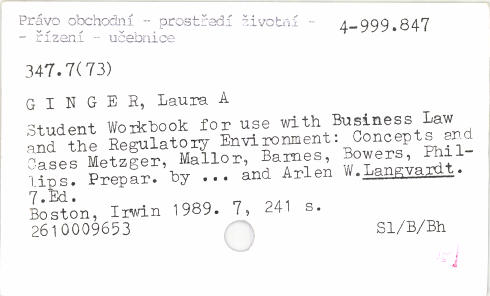 Právo obchodní - prostředí životní -
- řízení - učebnice
4-999.847
347.7(73)
G I N G E R, Laura A
Student Workbook for use with Business Law
and the Regulatory Environment: Concepts and
Cases Metzger, Mallor, Barnes, Bowers, Phil-
lips. Prepar. by ... and Arlen W.Langvardt.
7.Ed.
Boston, Irwin 1989. 7, 241 s.
2610009653
Sl/B/Bh